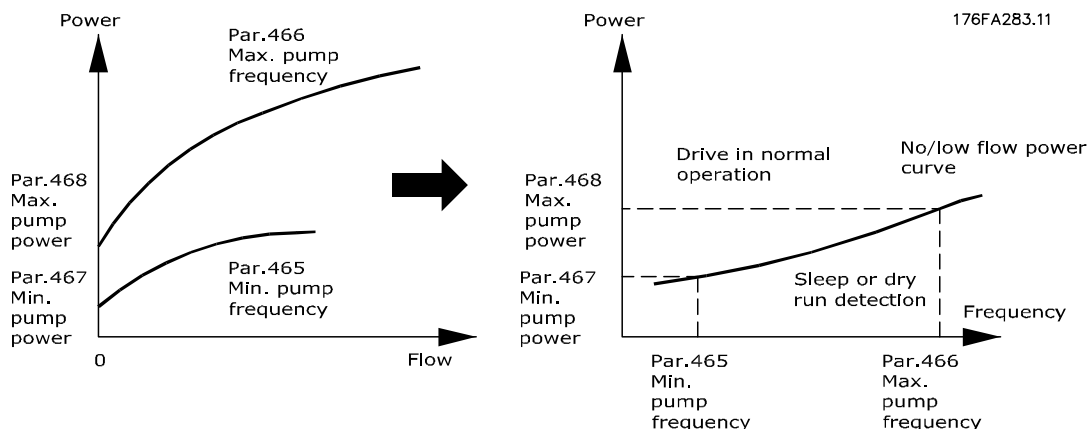 Power
Par.466
Max. pump
frequency
Par.468
Max.
pump
power
Par.467
Min.
pump
power
Par.465
Min. pump
frequency
0
Flow
Power
176FA283.11
Drive in normal
operation
No/low flow power
curve
Par.468
Max.
pump
power
Par.467
Min.
pump
power
Sleep or dry
run detection
Frequency
Par.465
Min.
pump
frequency
Par.466
Max.
pump
frequency